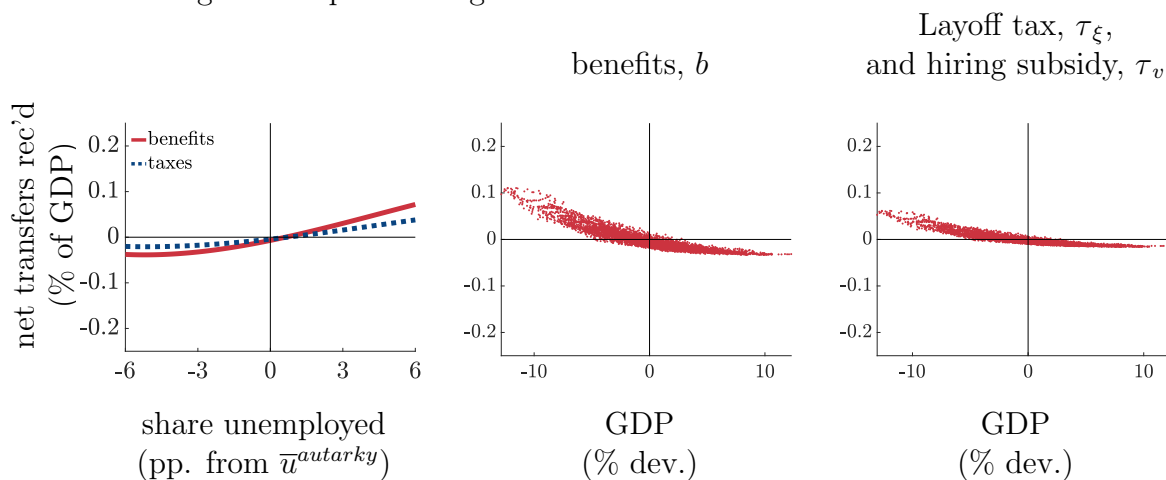 Layoff tax, τ_ξ,
benefits, b
and hiring subsidy, τ_v
net transfers rec'd
(% of GDP)
0.2
0.1
0
-0.1
-0.2
benefits
taxes
-6
-3
0
3
6
share unemployed
(pp. from u̅^{autarky})
0.2
0.1
0
-0.1
-0.2
-10
0
10
GDP
(% dev.)
0.2
0.1
0
-0.1
-0.2
-10
0
10
GDP
(% dev.)